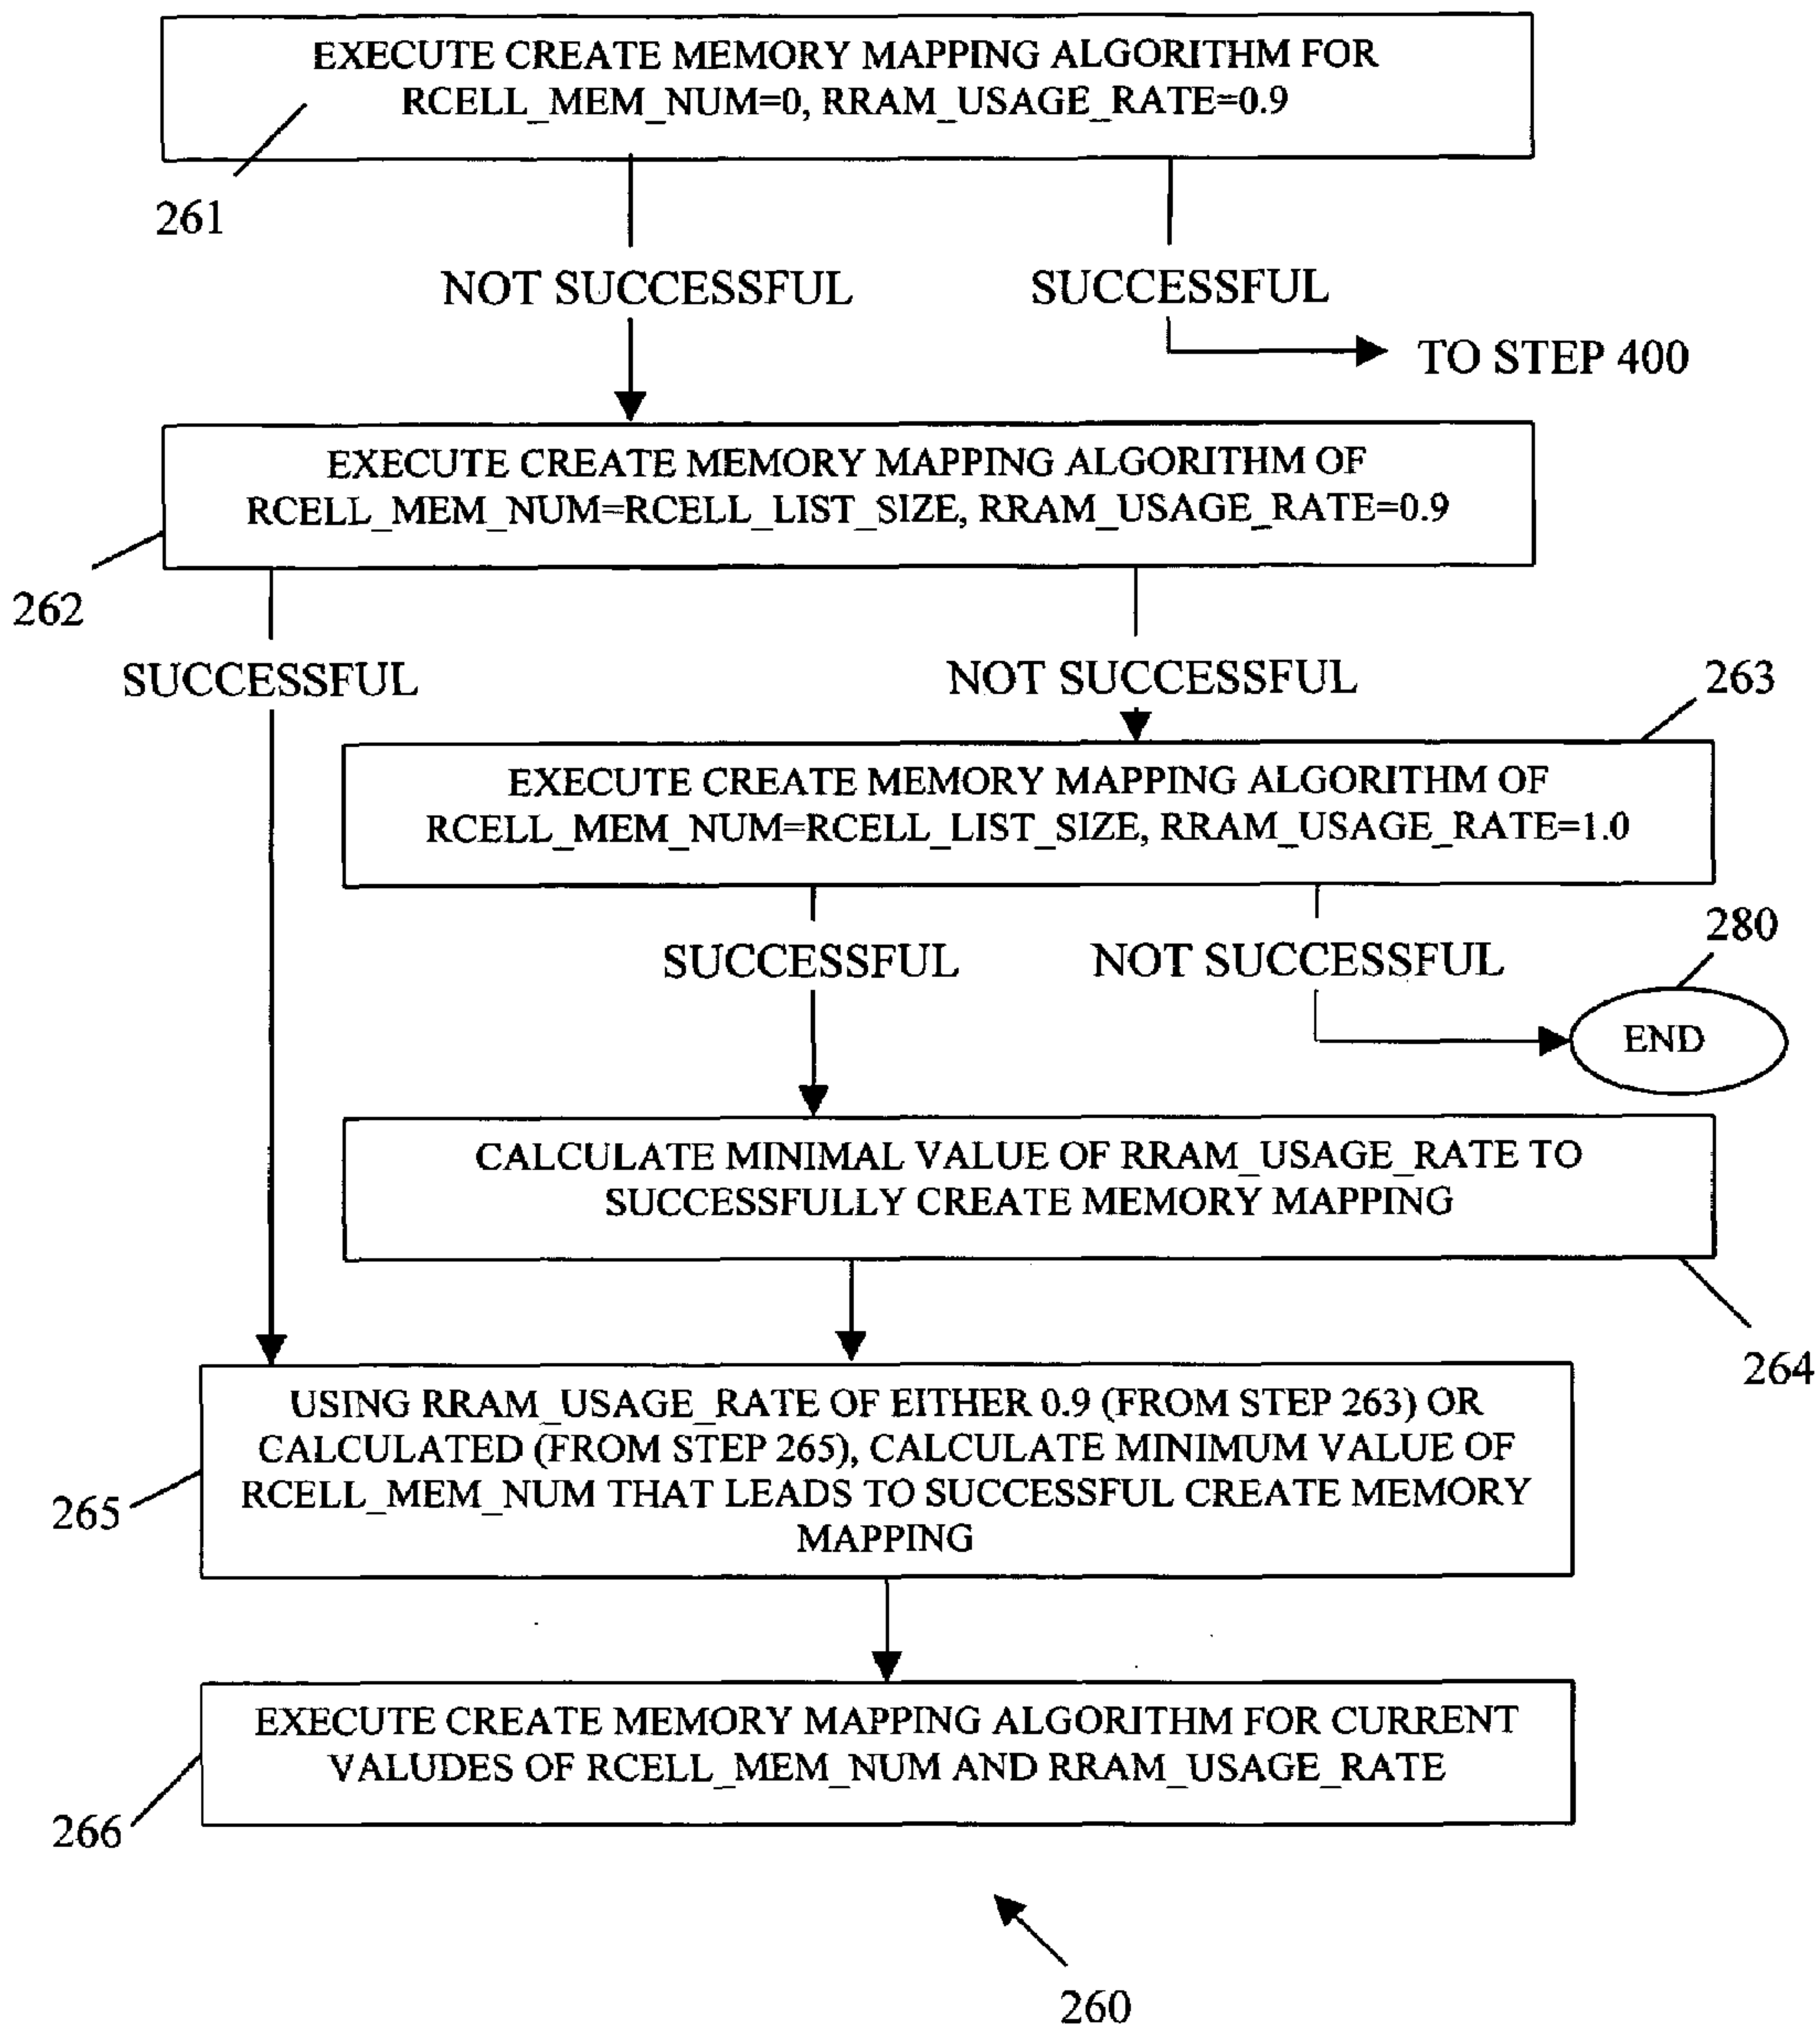 EXECUTE CREATE MEMORY MAPPING ALGORITHM FOR
RCELL_MEM_NUM=0, RRAM_USAGE_RATE=0.9
261
NOT SUCCESSFUL
SUCCESSFUL
TO STEP 400
EXECUTE CREATE MEMORY MAPPING ALGORITHM OF
RCELL_MEM_NUM=RCELL_LIST_SIZE, RRAM_USAGE_RATE=0.9
262
SUCCESSFUL
NOT SUCCESSFUL
263
EXECUTE CREATE MEMORY MAPPING ALGORITHM OF
RCELL_MEM_NUM=RCELL_LIST_SIZE, RRAM_USAGE_RATE=1.0
280
SUCCESSFUL
NOT SUCCESSFUL
END
CALCULATE MINIMAL VALUE OF RRAM_USAGE_RATE TO
SUCCESSFULLY CREATE MEMORY MAPPING
264
USING RRAM_USAGE_RATE OF EITHER 0.9 (FROM STEP 263) OR
CALCULATED (FROM STEP 265), CALCULATE MINIMUM VALUE OF
RCELL_MEM_NUM THAT LEADS TO SUCCESSFUL CREATE MEMORY
MAPPING
265
EXECUTE CREATE MEMORY MAPPING ALGORITHM FOR CURRENT
VALUDES OF RCELL_MEM_NUM AND RRAM_USAGE_RATE
266
260